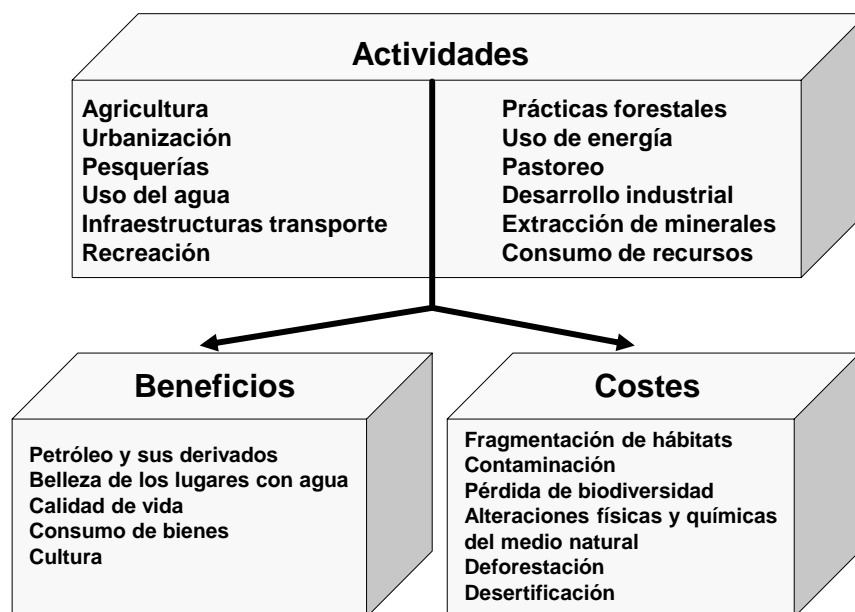 Actividades
Agricultura
Urbanización
Pesquerías
Uso del agua
Infraestructuras transporte
Recreación
Prácticas forestales
Uso de energía
Pastoreo
Desarrollo industrial
Extracción de minerales
Consumo de recursos
Beneficios
Petróleo y sus derivados
Belleza de los lugares con agua
Calidad de vida
Consumo de bienes
Cultura
Costes
Fragmentación de hábitats
Contaminación
Pérdida de biodiversidad
Alteraciones físicas y químicas
del medio natural
Deforestación
Desertificación